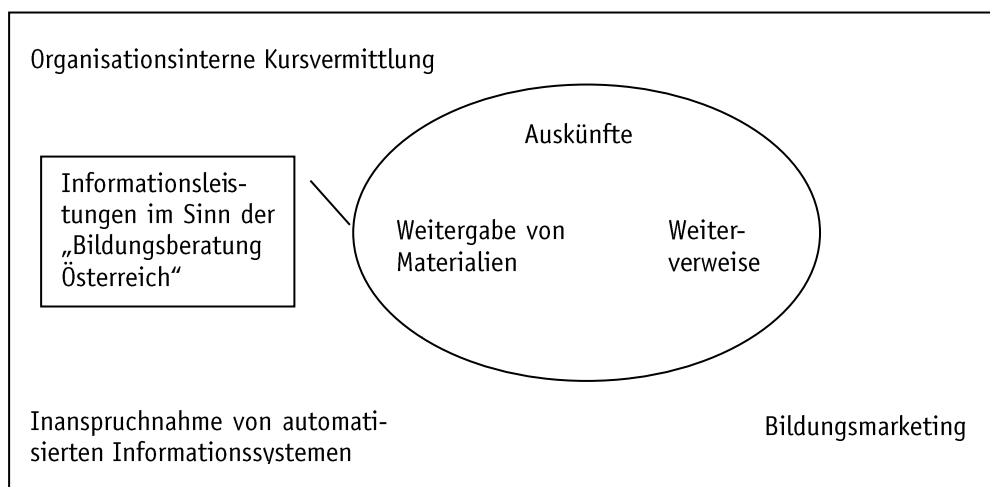 Organisationsinterne Kursvermittlung
Auskünfte
Informationsleis-
tungen im Sinn der
„Bildungsberatung
Österreich“
Weitergabe von
Materialien
Weiter-
verweise
Inanspruchnahme von automati-
sierten Informationssystemen
Bildungsmarketing